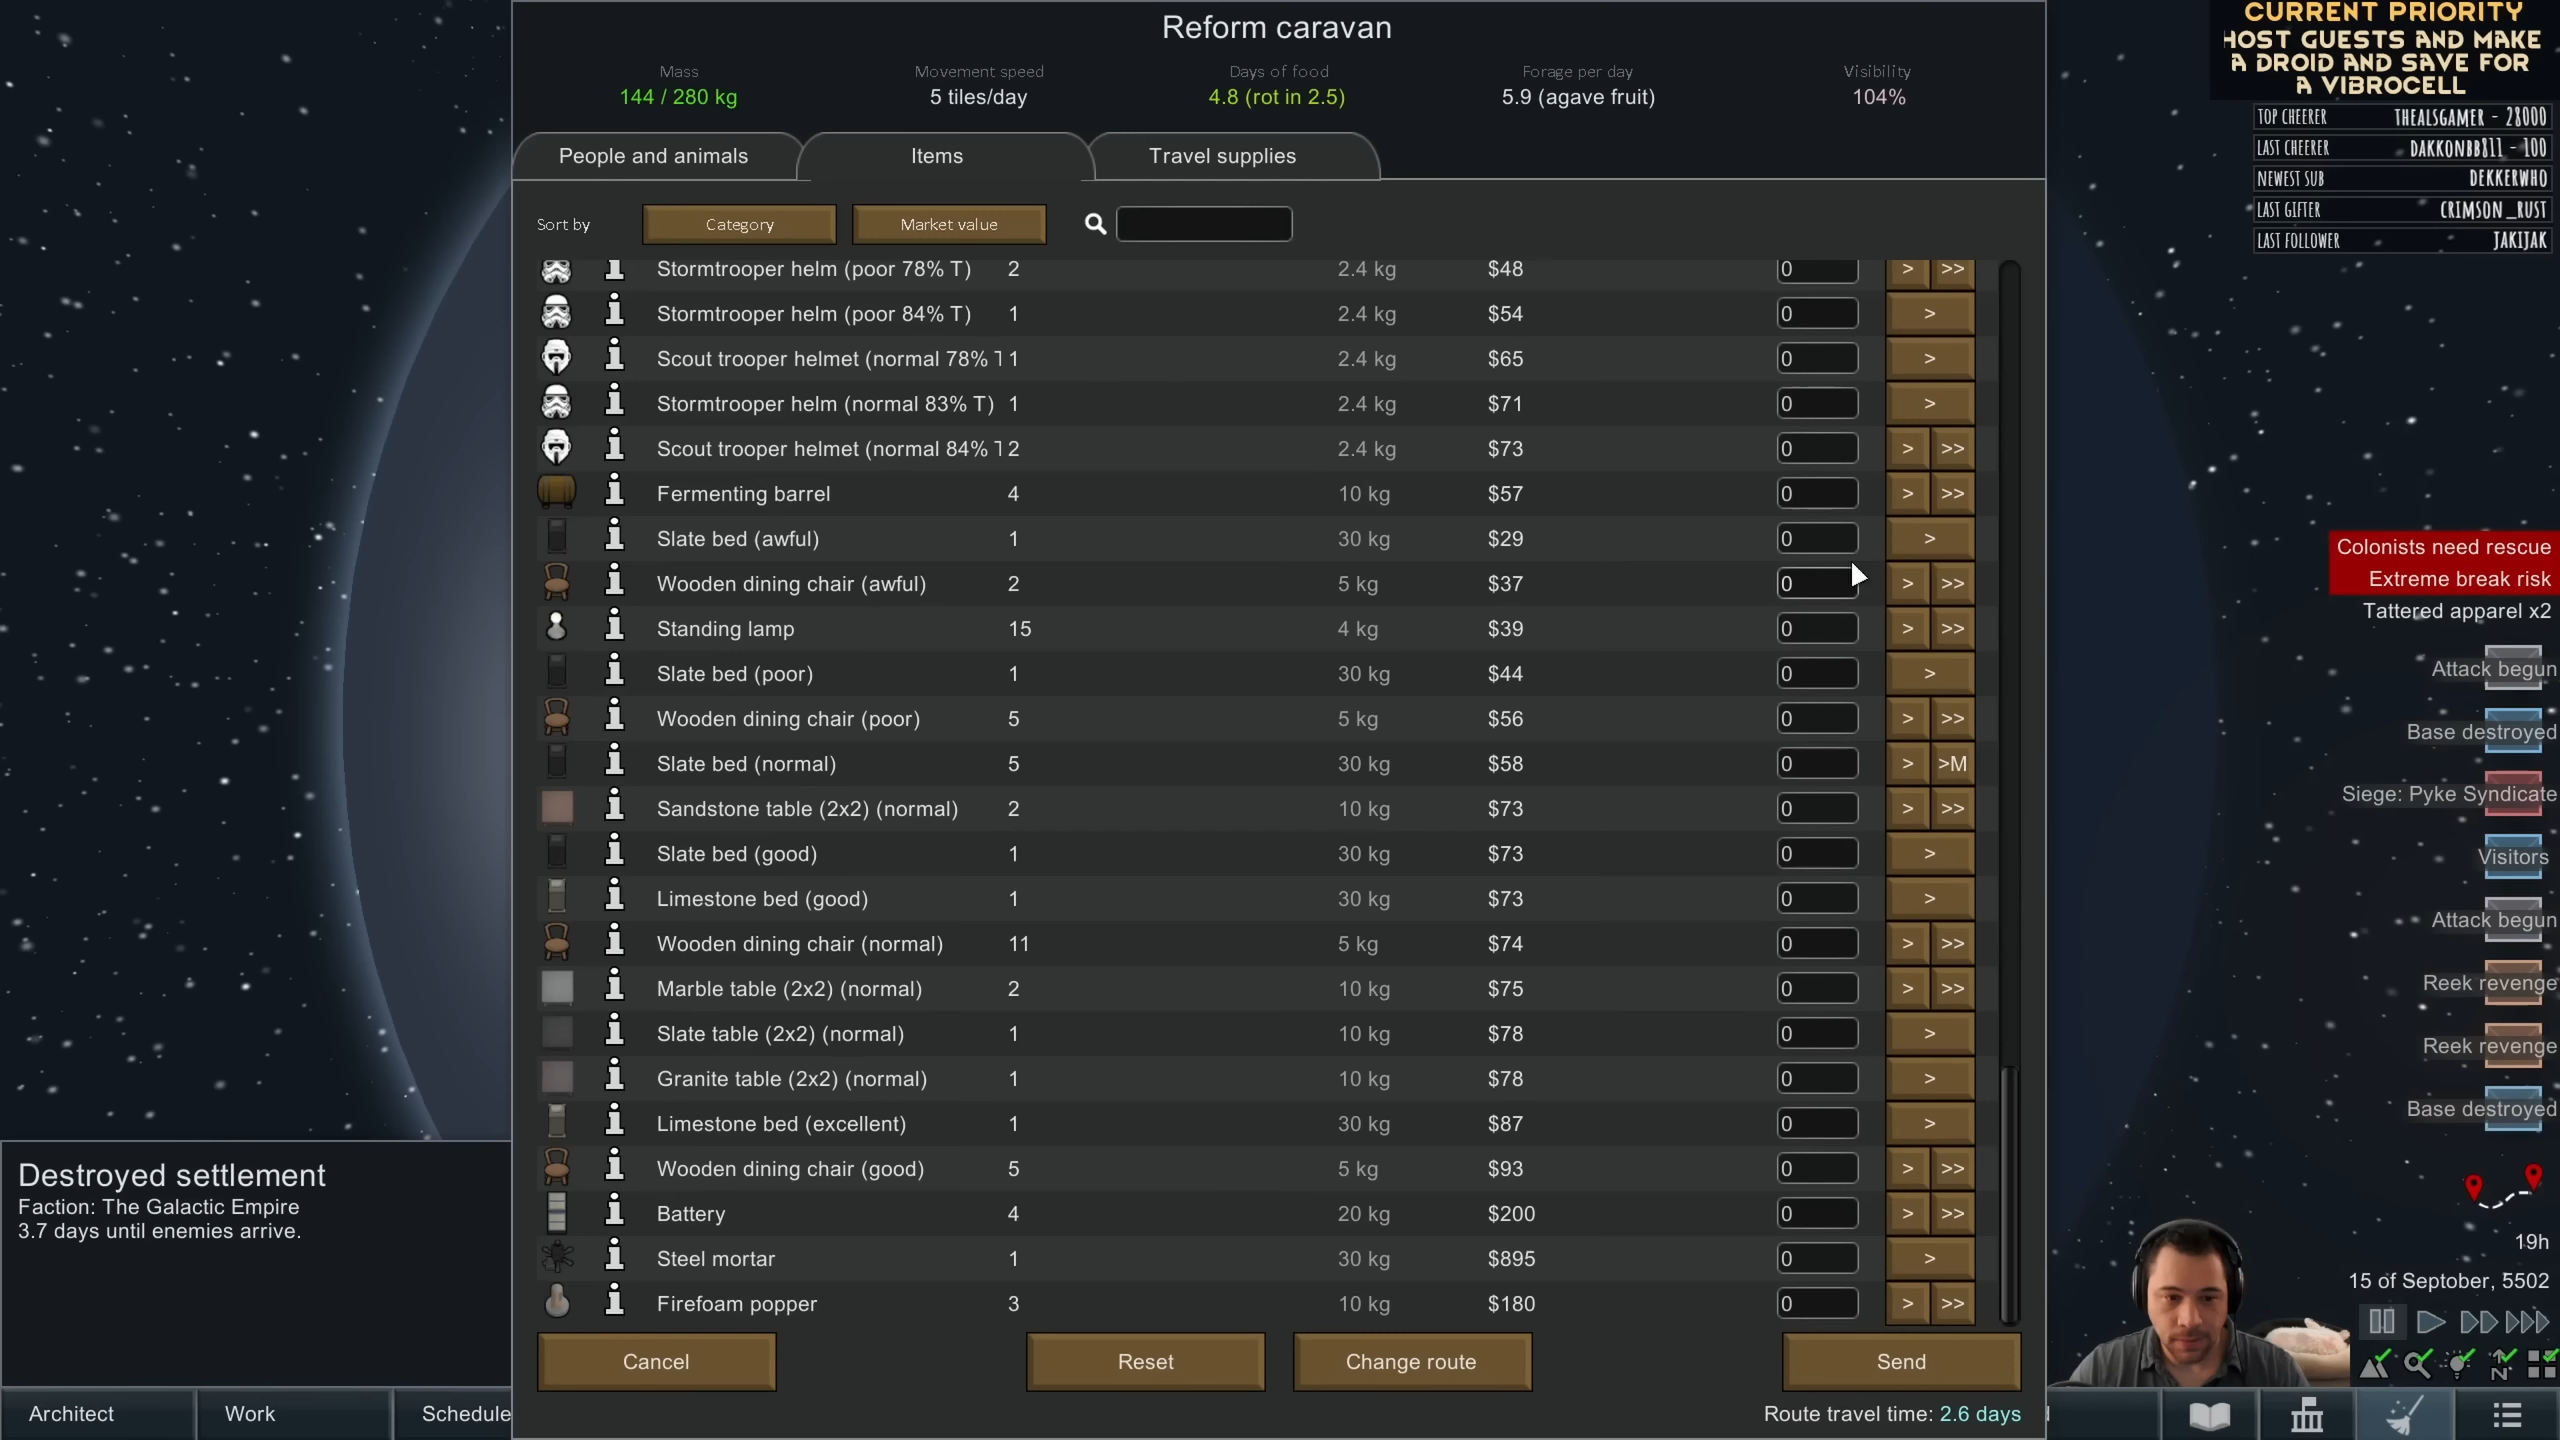 Reform caravan
Mass
144 / 280 kg
Movement speed
5 tiles/day
Days of food
4.8 (rot in 2.5)
Forage per day
5.9 (agave fruit)
Visibility
104%
People and animals
Items
Travel supplies
Sort by
Category
Market value
Stormtrooper helm (poor 78% T) 2 2.4 kg $48 0 > >>
Stormtrooper helm (poor 84% T) 1 2.4 kg $54 0 >
Scout trooper helmet (normal 78% T 1 2.4 kg $65 0 >
Stormtrooper helm (normal 83% T) 1 2.4 kg $71 0 >
Scout trooper helmet (normal 84% T 2 2.4 kg $73 0 > >>
Fermenting barrel 4 10 kg $57 0 > >>
Slate bed (awful) 1 30 kg $29 0 >
Wooden dining chair (awful) 2 5 kg $37 0 > >>
Standing lamp 15 4 kg $39 0 > >>
Slate bed (poor) 1 30 kg $44 0 >
Wooden dining chair (poor) 5 5 kg $56 0 > >>
Slate bed (normal) 5 30 kg $58 0 > >M
Sandstone table (2x2) (normal) 2 10 kg $73 0 > >>
Slate bed (good) 1 30 kg $73 0 >
Limestone bed (good) 1 30 kg $73 0 >
Wooden dining chair (normal) 11 5 kg $74 0 > >>
Marble table (2x2) (normal) 2 10 kg $75 0 > >>
Slate table (2x2) (normal) 1 10 kg $78 0 >
Granite table (2x2) (normal) 1 10 kg $78 0 >
Limestone bed (excellent) 1 30 kg $87 0 >
Wooden dining chair (good) 5 5 kg $93 0 > >>
Battery 4 20 kg $200 0 > >>
Steel mortar 1 30 kg $895 0 >
Firefoam popper 3 10 kg $180 0 > >>
Cancel
Reset
Change route
Send
Route travel time: 2.6 days
Destroyed settlement
Faction: The Galactic Empire
3.7 days until enemies arrive.
Architect
Work
Schedule
CURRENT PRIORITY
HOST GUESTS AND MAKE
A DROID AND SAVE FOR
A VIBROCELL
TOP CHEERER THEALSGAMER - 28000
LAST CHEERER DAKKONBB811 - 100
NEWEST SUB DEKKERWHO
LAST GIFTER CRIMSON_RUST
LAST FOLLOWER JAKIJAK
Colonists need rescue
Extreme break risk
Tattered apparel x2
Attack begun
Base destroyed
Siege: Pyke Syndicate
Visitors
Attack begun
Reek revenge
Reek revenge
Base destroyed
19h
15 of Septober, 5502